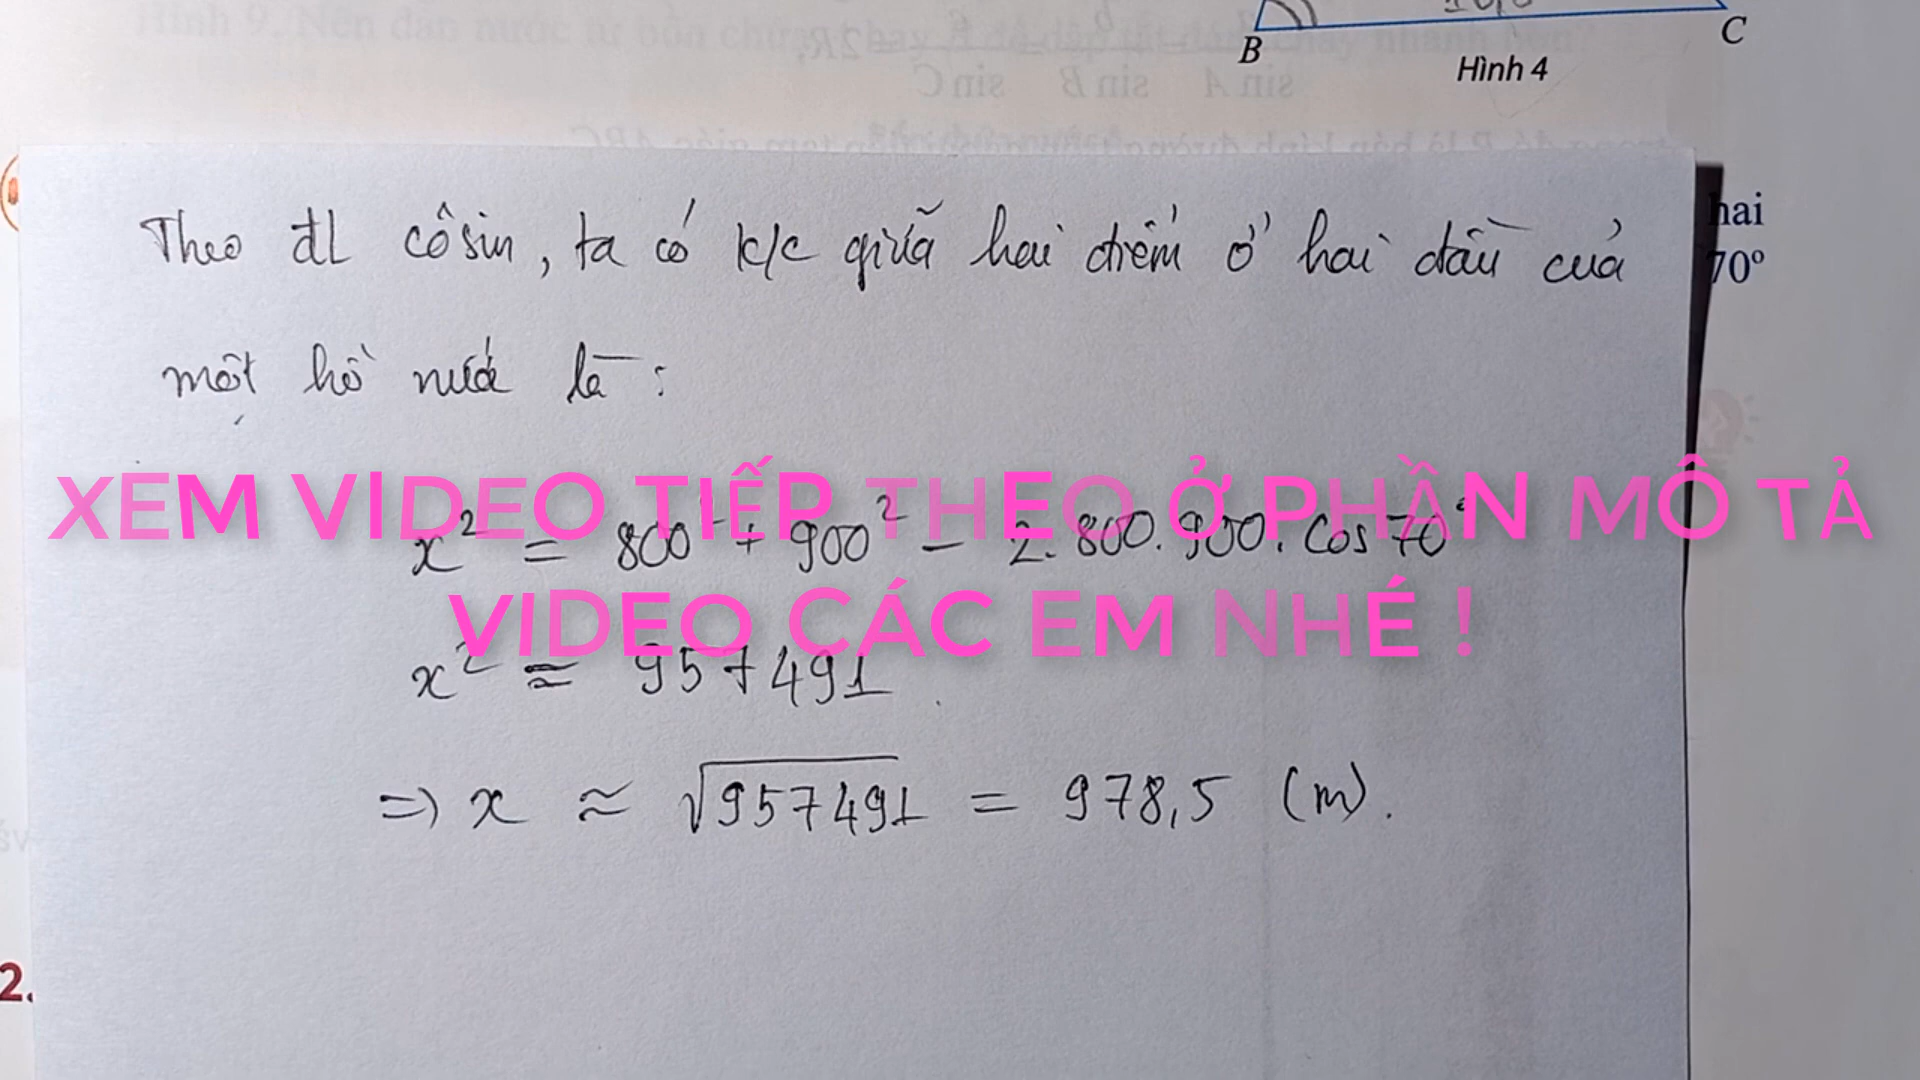 B
C
Hình 4
hai
70°
Theo đl côsin, ta có k/c giữa hai điểm ở hai đầu của
một hồ nước là:
XEM VIDEO TIẾP THEO Ở PHẦN MÔ TẢ
x² = 800² + 900² - 2.800.900.cos 70°
VIDEO CÁC EM NHÉ !
x² ≈ 957491
=> x ≈ √957491 = 978,5 (m).
2.